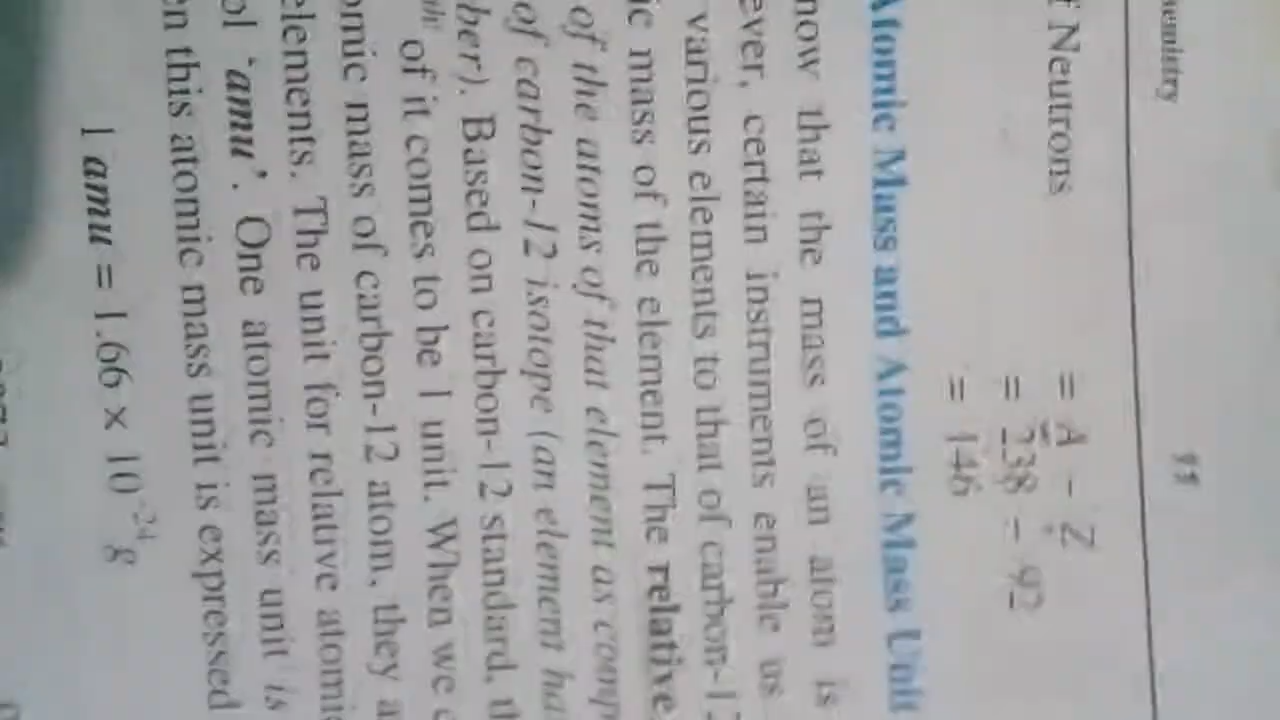 emistry
11
f Neutrons = A – Z
= 238 – 92
= 146
Atomic Mass and Atomic Mass Unit
now that the mass of an atom is
ever, certain instruments enable us
various elements to that of carbon-12
ic mass of the element. The relative
of the atoms of that element as comp
of carbon-12 isotope (an element ha
ber). Based on carbon-12 standard, th
th of it comes to be 1 unit. When we c
omic mass of carbon-12 atom, they a
elements. The unit for relative atomic
ol 'amu'. One atomic mass unit is
en this atomic mass unit is expressed
1 amu = 1.66 × 10⁻²⁴ g